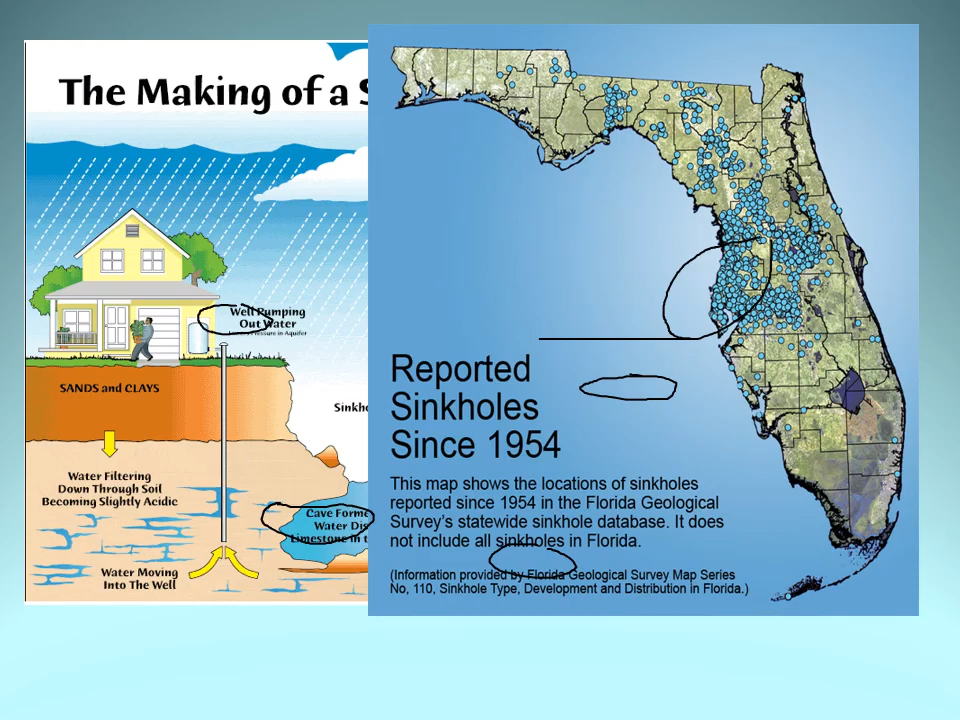 The Making of a S
Well Pumping
Out Water
Pressure in Aquifer
SANDS and CLAYS
Sinkho
Water Filtering
Down Through Soil
Becoming Slightly Acidic
Cave Forme
Water Dis
Limestone in t
Water Moving
Into The Well
Reported
Sinkholes
Since 1954
This map shows the locations of sinkholes
reported since 1954 in the Florida Geological
Survey's statewide sinkhole database. It does
not include all sinkholes in Florida.
(Information provided by Florida Geological Survey Map Series
No, 110, Sinkhole Type, Development and Distribution in Florida.)